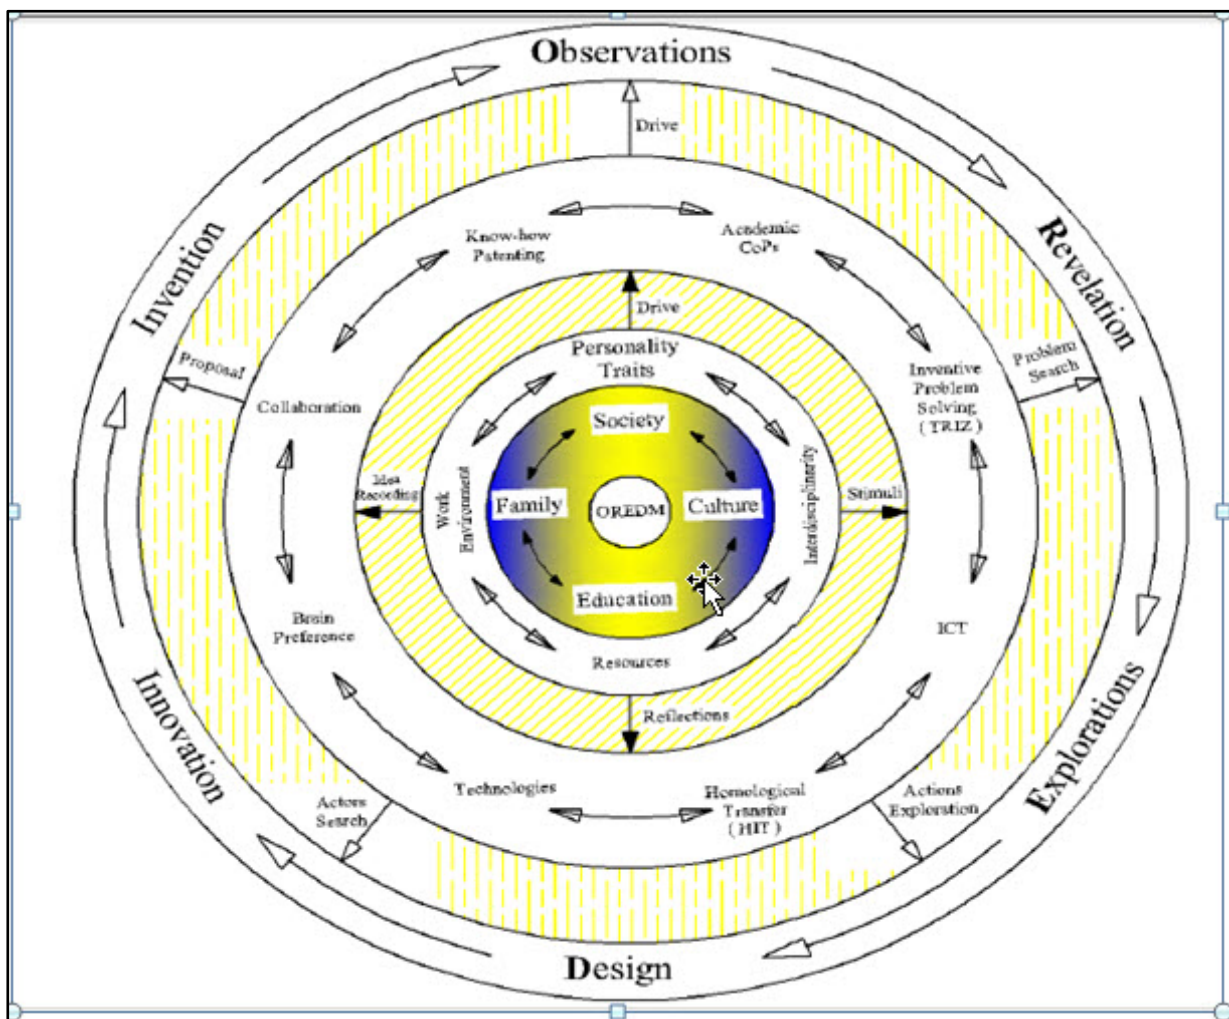 Observations
Drive
Academic
CoPs
Know-how
Patenting
Revelation
Invention
Drive
Personality
Traits
Problem
Search
Proposal
Inventive
Problem
Solving
( TRIZ )
Collaboration
Society
Idea
Recording
Work
Environment
Family
OREDM
Culture
Interdisciplinarity
Stimuli
Education
Brain
Preference
ICT
Resources
Reflections
Innovation
Explorations
Technologies
Homological
Transfer
( HIT )
Actors
Search
Actions
Exploration
Design